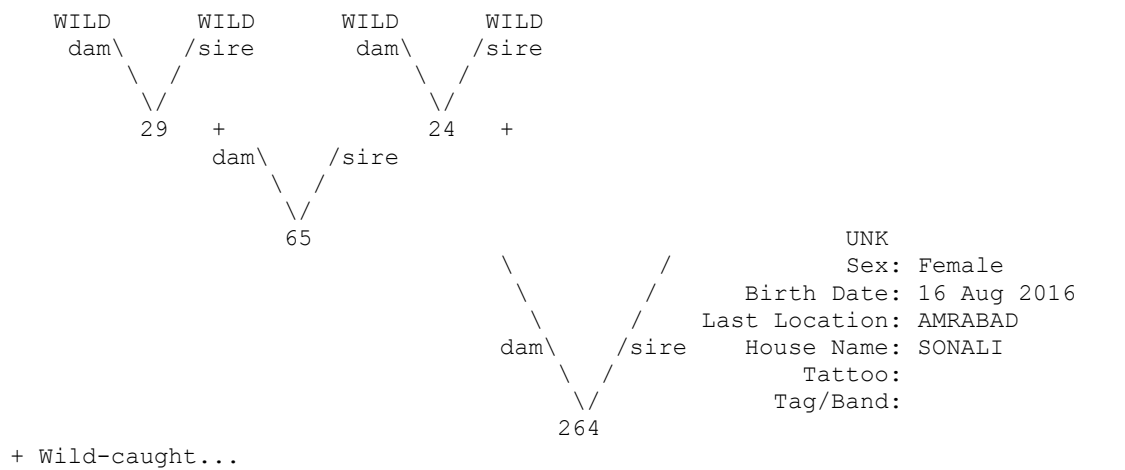 WILD WILD WILD WILD
dam\ /sire dam\ /sire
\ / \ /
\/ \/
29 + 24 +
dam\ /sire
\ /
\/
65 UNK
\ / Sex: Female
\ / Birth Date: 16 Aug 2016
\ / Last Location: AMRABAD
dam\ /sire House Name: SONALI
\ / Tattoo:
\/ Tag/Band:
264
+ Wild-caught...